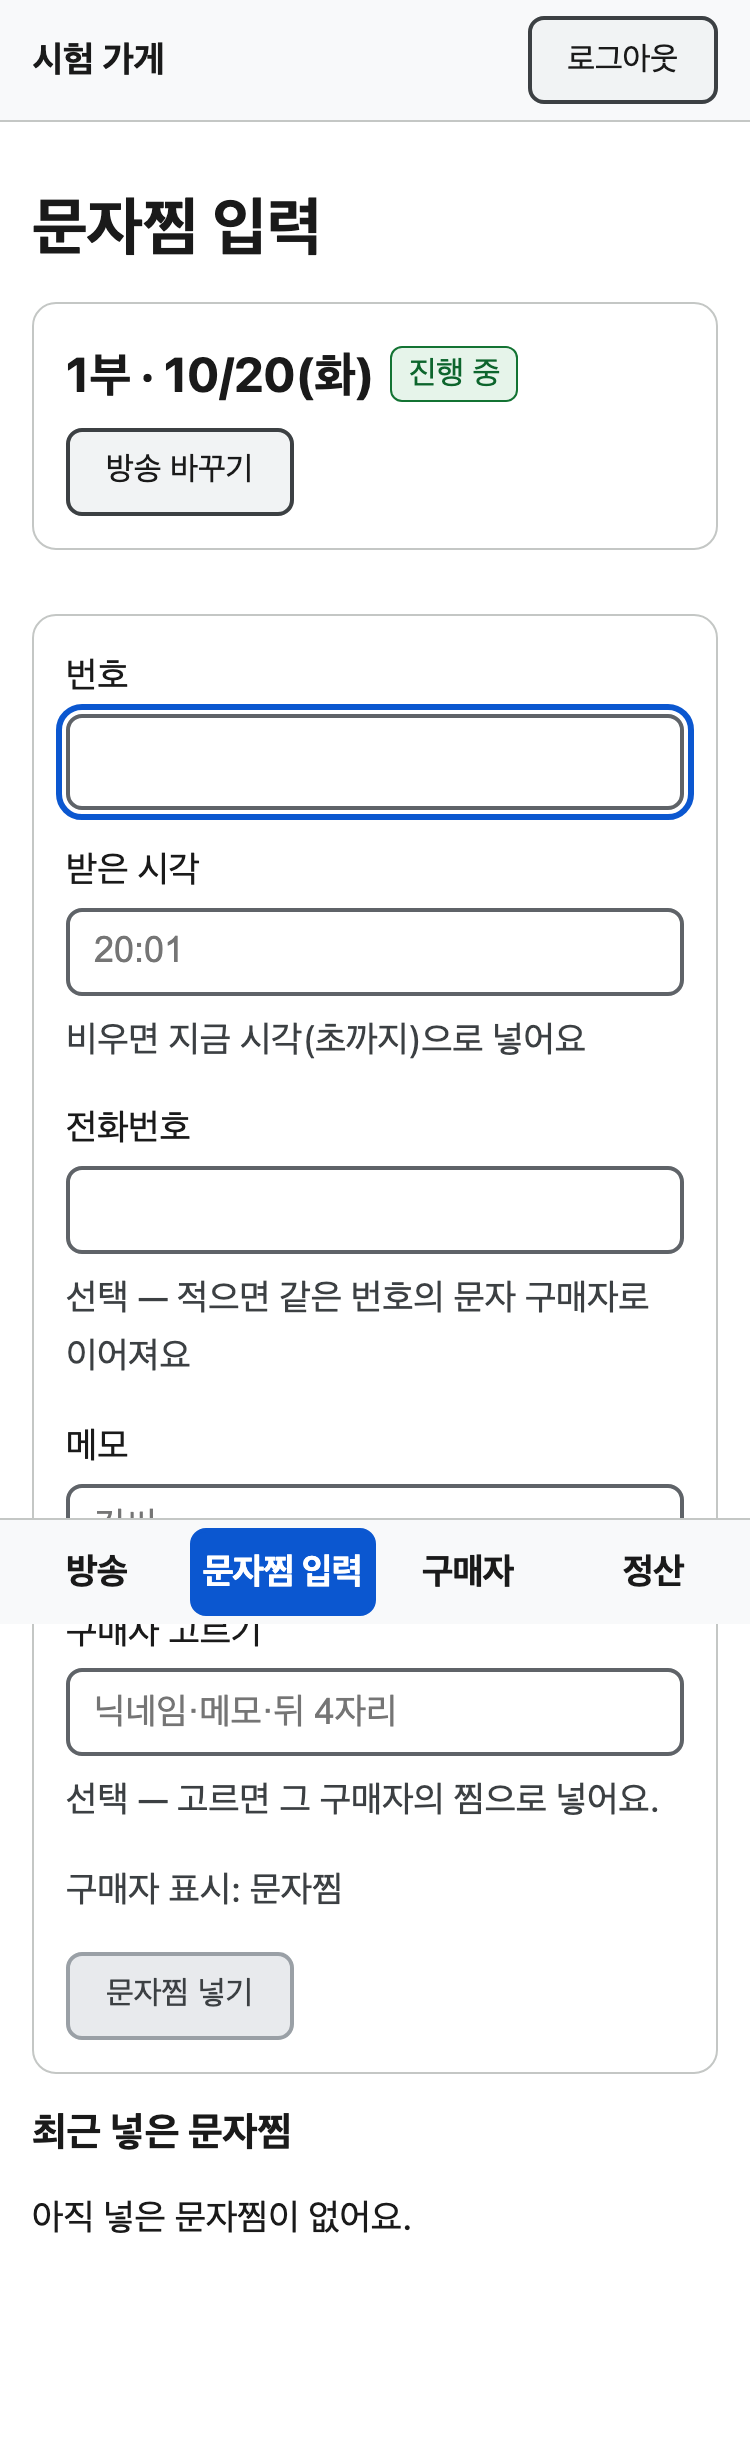 시험 가게
로그아웃
문자찜 입력
1부 · 10/20(화) 진행 중
방송 바꾸기
번호
받은 시각
20:01
비우면 지금 시각(초까지)으로 넣어요
전화번호
선택 — 적으면 같은 번호의 문자 구매자로
이어져요
메모
방송 문자찜 입력 구매자 정산
구매자 고르기
닉네임·메모·뒤 4자리
선택 — 고르면 그 구매자의 찜으로 넣어요.
구매자 표시: 문자찜
문자찜 넣기
최근 넣은 문자찜
아직 넣은 문자찜이 없어요.